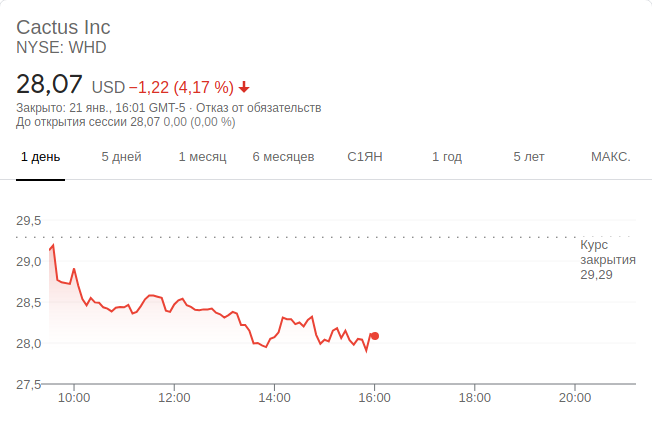 Cactus Inc
NYSE: WHD
28,07 USD −1,22 (4,17 %)
Закрыто: 21 янв., 16:01 GMT-5 · Отказ от обязательств
До открытия сессии 28,07 0,00 (0,00 %)
1 день 5 дней 1 месяц 6 месяцев С1ЯН 1 год 5 лет МАКС.
29,5
Курс
закрытия
29,29
29,0
28,5
28,0
27,5
10:00 12:00 14:00 16:00 18:00 20:00